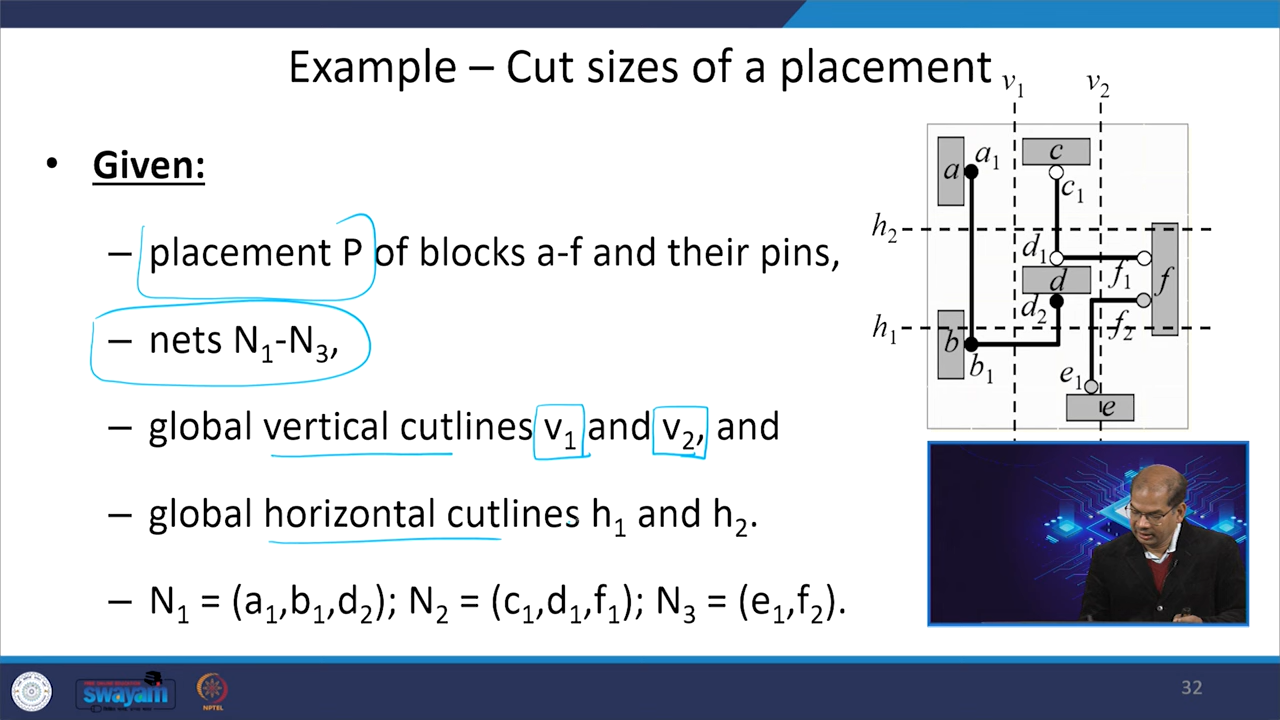 Example – Cut sizes of a placement
• Given:
– placement P of blocks a-f and their pins,
– nets N₁-N₃,
– global vertical cutlines v₁ and v₂, and
– global horizontal cutlines h₁ and h₂.
– N₁ = (a₁,b₁,d₂); N₂ = (c₁,d₁,f₁); N₃ = (e₁,f₂).
v₁ v₂
a a₁ c
c₁
h₂
d₁ f₁ f
d
d₂
h₁ b f₂
b₁ e₁
e
swayam
NPTEL
32